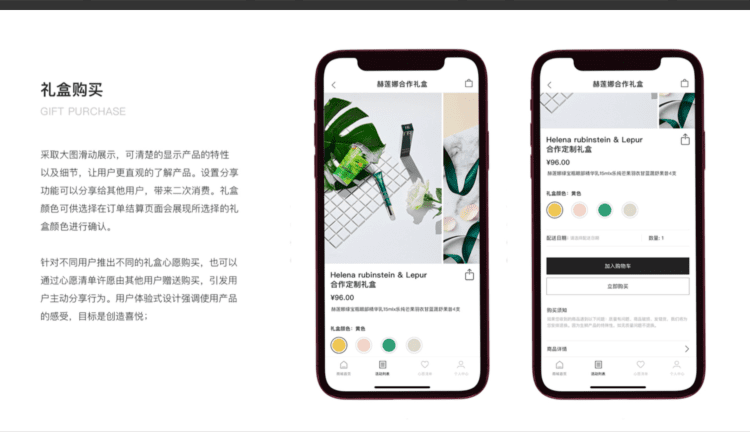 礼盒购买
GIFT PURCHASE
采取大图滑动展示，可清楚的显示产品的特性
以及细节，让用户更直观的了解产品。设置分享
功能可以分享给其他用户，带来二次消费。礼盒
颜色可供选择在订单结算页面会展现所选择的礼
盒颜色进行确认。
针对不同用户推出不同的礼盒心愿购买，也可以
通过心愿清单许愿由其他用户赠送购买，引发用
户主动分享行为。用户体验式设计强调使用产品
的感受，目标是创造喜悦；
赫莲娜合作礼盒
Helena rubinstein & Lepur
合作定制礼盒
¥96.00
礼盒颜色：黄色
活动列表
赫莲娜合作礼盒
Helena rubinstein & Lepur
合作定制礼盒
¥96.00
礼盒颜色：黄色
配送日期：
数量：1
加入购物车
立即购买
购买须知
商品详情
活动列表